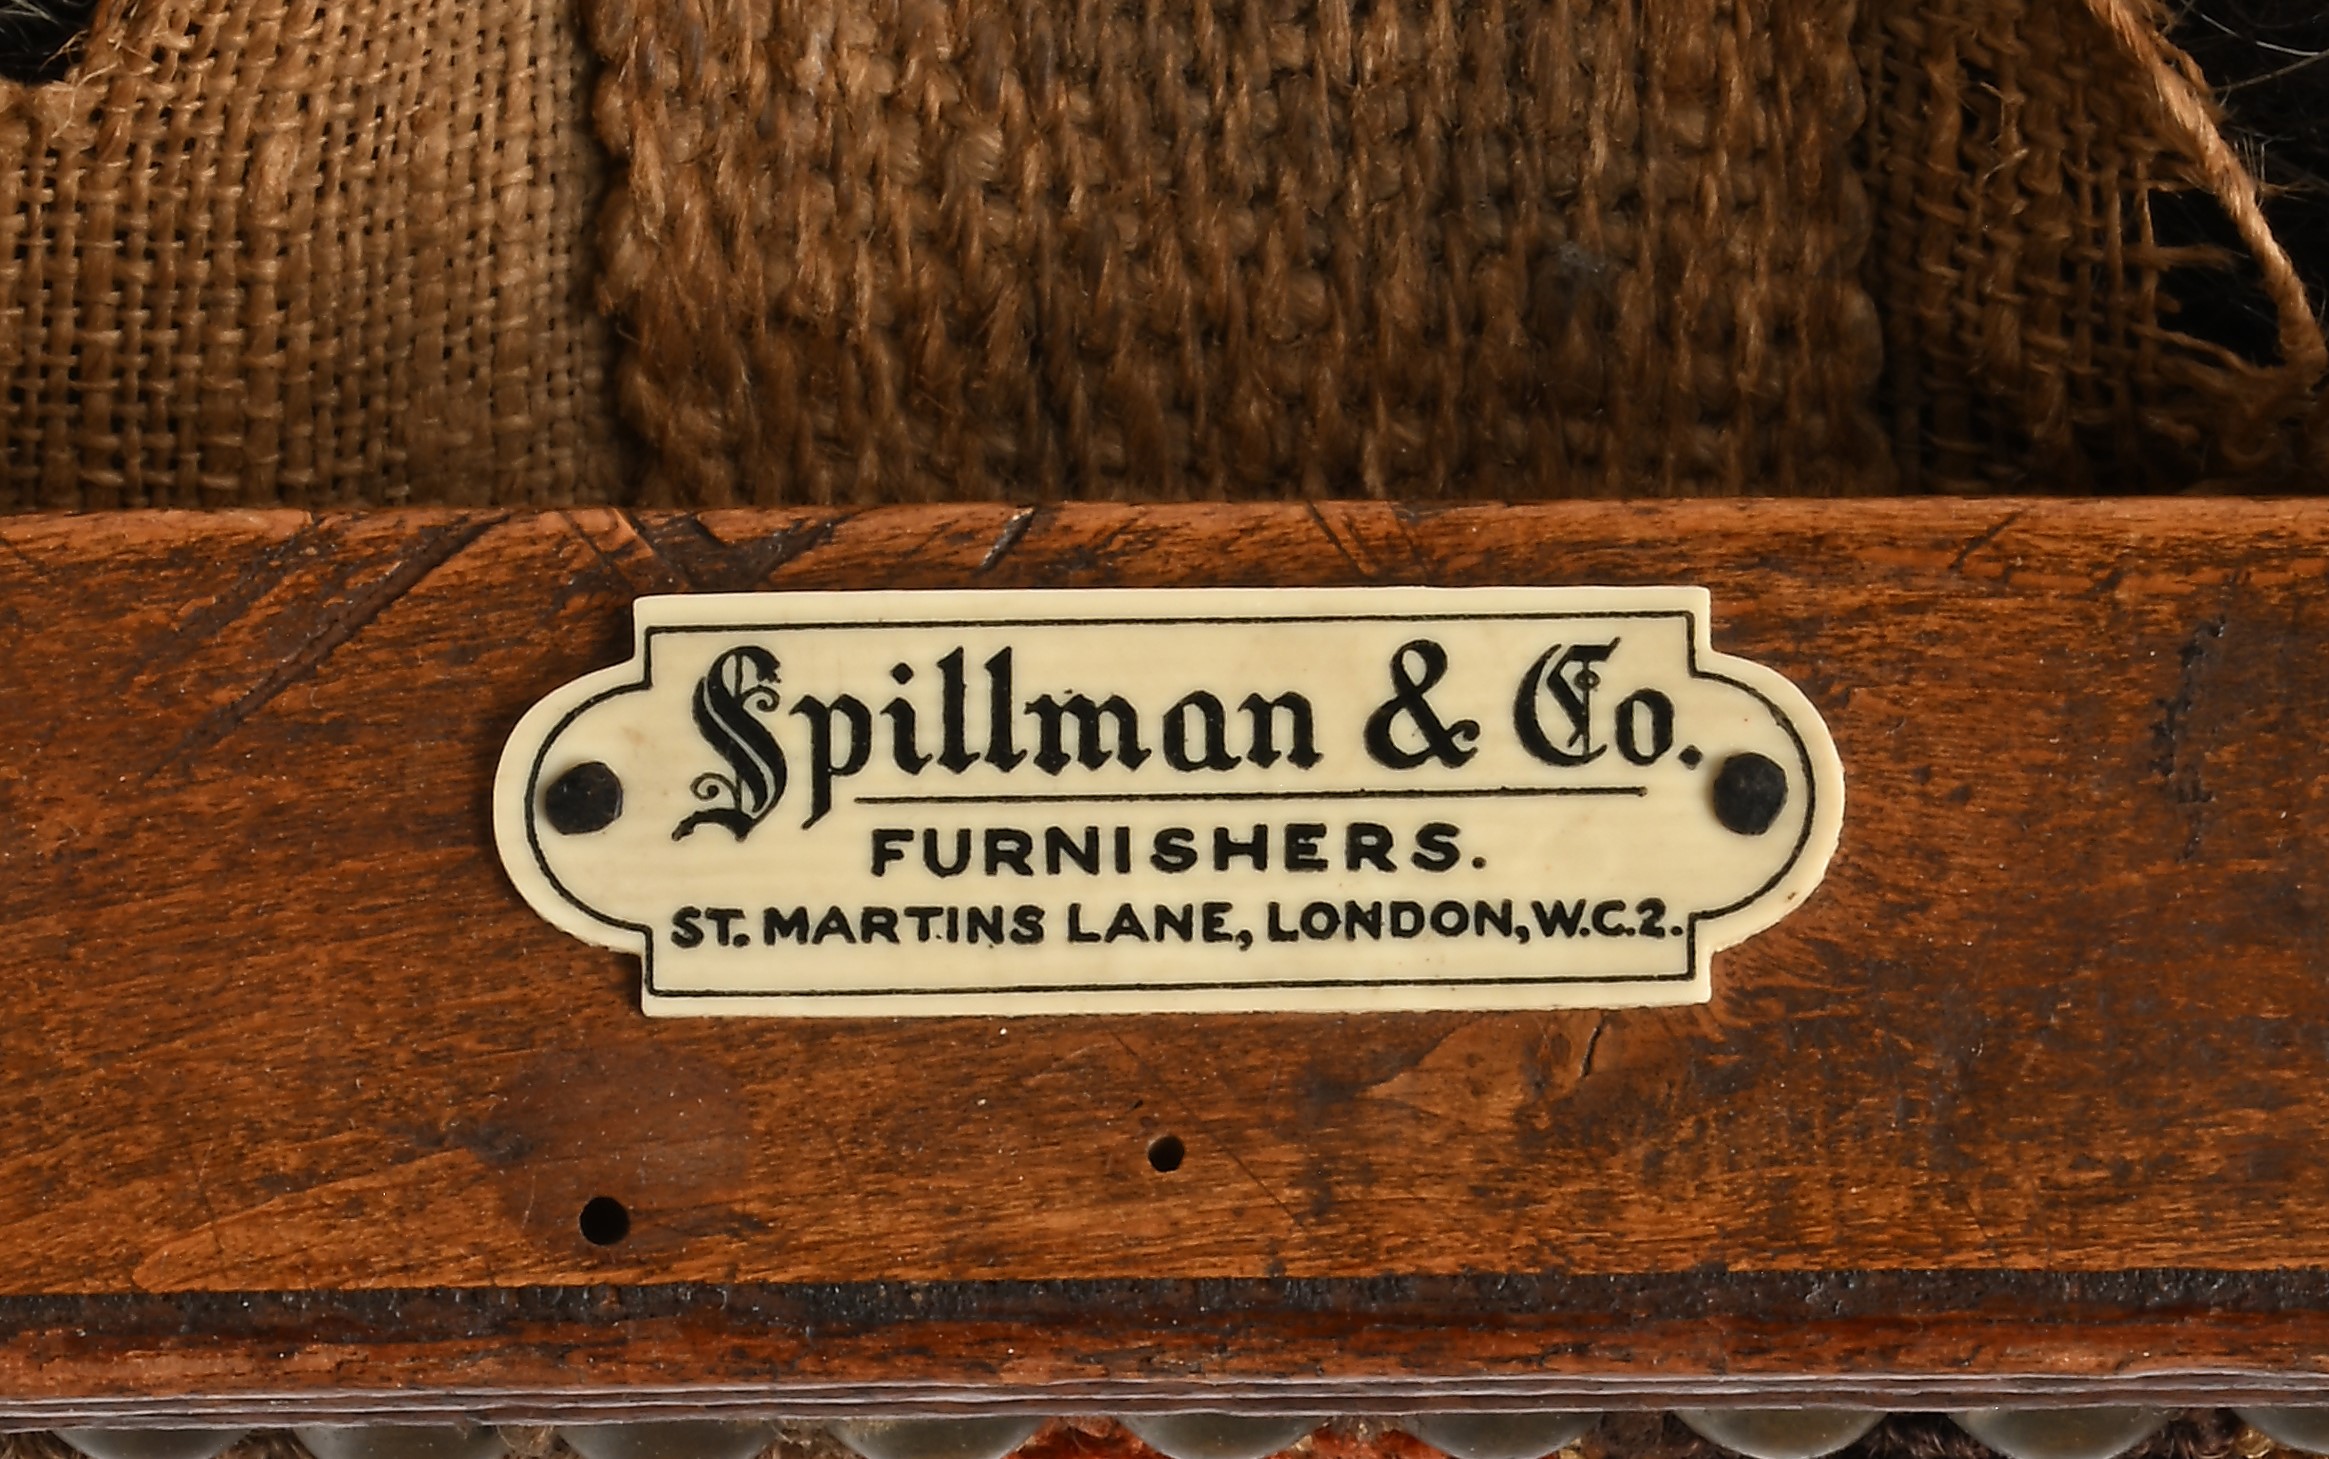 Spillman & Co.
FURNISHERS.
ST. MARTINS LANE, LONDON, W.C.2.